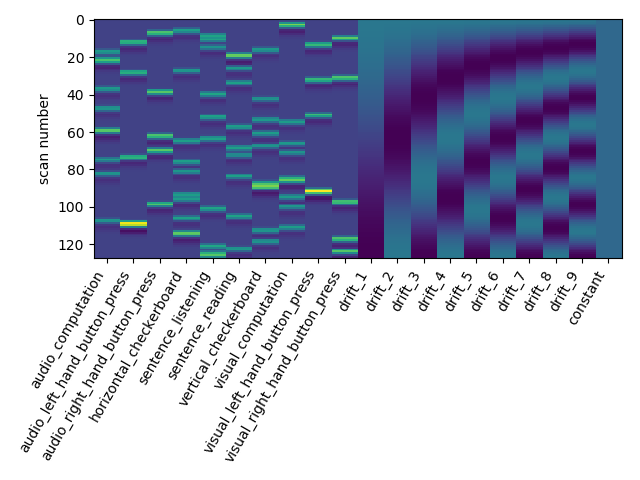 0
20
40
60
80
100
120
scan number
audio_computation
audio_left_hand_button_press
audio_right_hand_button_press
horizontal_checkerboard
sentence_listening
sentence_reading
vertical_checkerboard
visual_computation
visual_left_hand_button_press
visual_right_hand_button_press
drift_1
drift_2
drift_3
drift_4
drift_5
drift_6
drift_7
drift_8
drift_9
constant